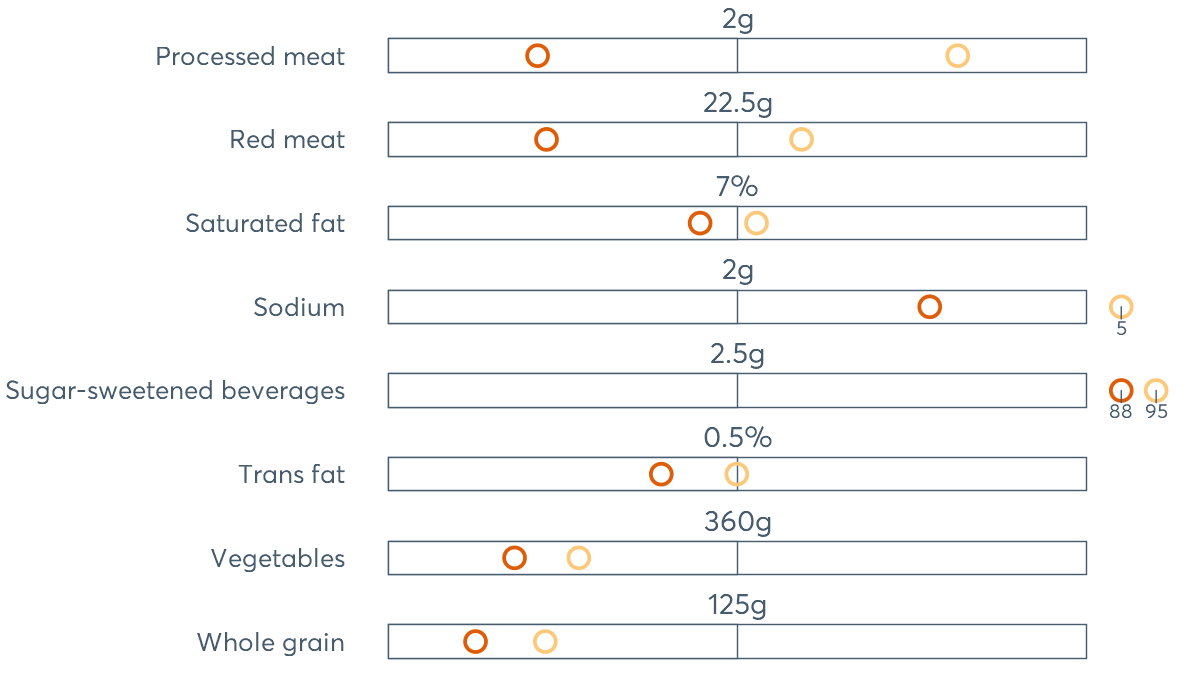 2g
Processed meat
22.5g
Red meat
7%
Saturated fat
2g
Sodium
5
2.5g
Sugar-sweetened beverages
88 95
0.5%
Trans fat
360g
Vegetables
125g
Whole grain